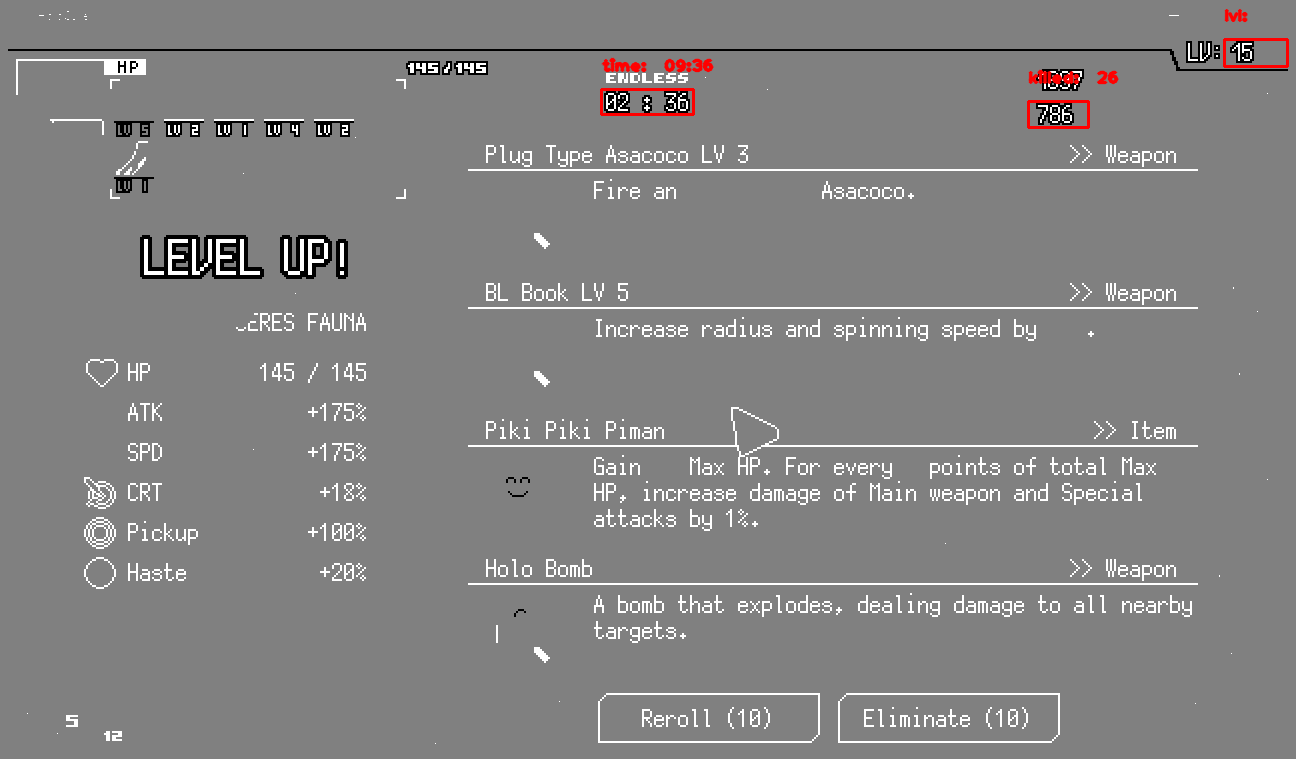 lvl:
LV: 15
HP
145/145
time: 09:36
ENDLESS
02 : 36
killed: 26
786
LV 5 LV 2 LV 1 LV 4 LV 2
LV 1
LEVEL UP!
CERES FAUNA
HP 145 / 145
ATK +175%
SPD +175%
CRT +18%
Pickup +100%
Haste +20%
Plug Type Asacoco LV 3 >> Weapon
Fire an Asacoco.
BL Book LV 5 >> Weapon
Increase radius and spinning speed by .
Piki Piki Piman >> Item
Gain Max HP. For every points of total Max
HP, increase damage of Main weapon and Special
attacks by 1%.
Holo Bomb >> Weapon
A bomb that explodes, dealing damage to all nearby
targets.
Reroll (10) Eliminate (10)
5
12